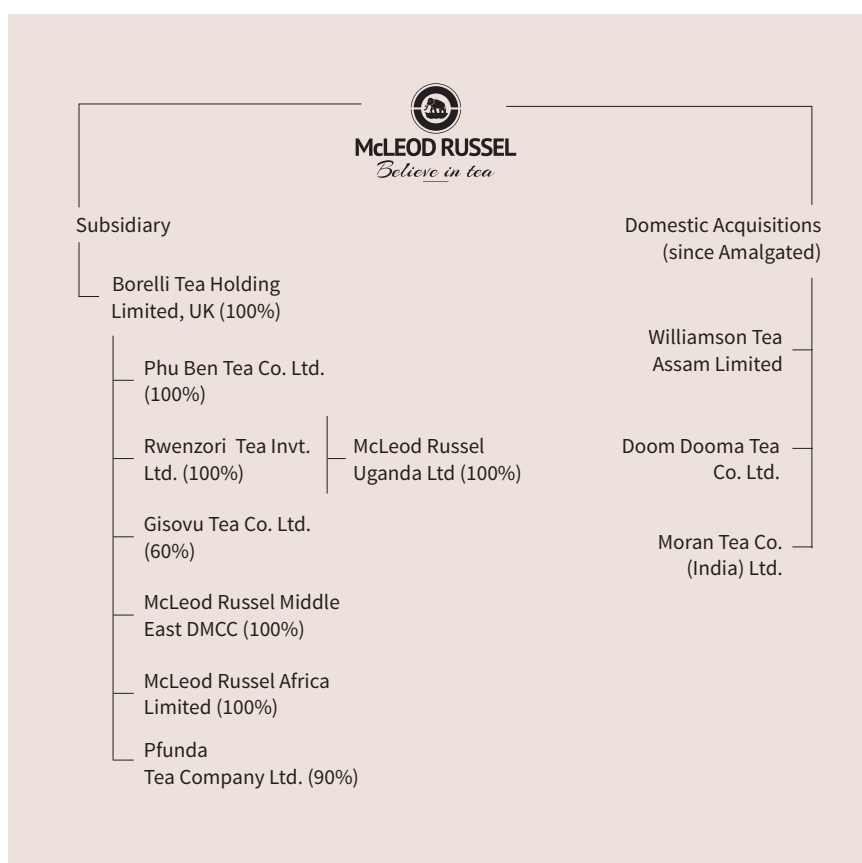 McLEOD RUSSEL
Believe in tea
Subsidiary
Borelli Tea Holding
Limited, UK (100%)
Phu Ben Tea Co. Ltd.
(100%)
Rwenzori Tea Invt.
Ltd. (100%)
McLeod Russel
Uganda Ltd (100%)
Gisovu Tea Co. Ltd.
(60%)
McLeod Russel Middle
East DMCC (100%)
McLeod Russel Africa
Limited (100%)
Pfunda
Tea Company Ltd. (90%)
Domestic Acquisitions
(since Amalgated)
Williamson Tea
Assam Limited
Doom Dooma Tea
Co. Ltd.
Moran Tea Co.
(India) Ltd.